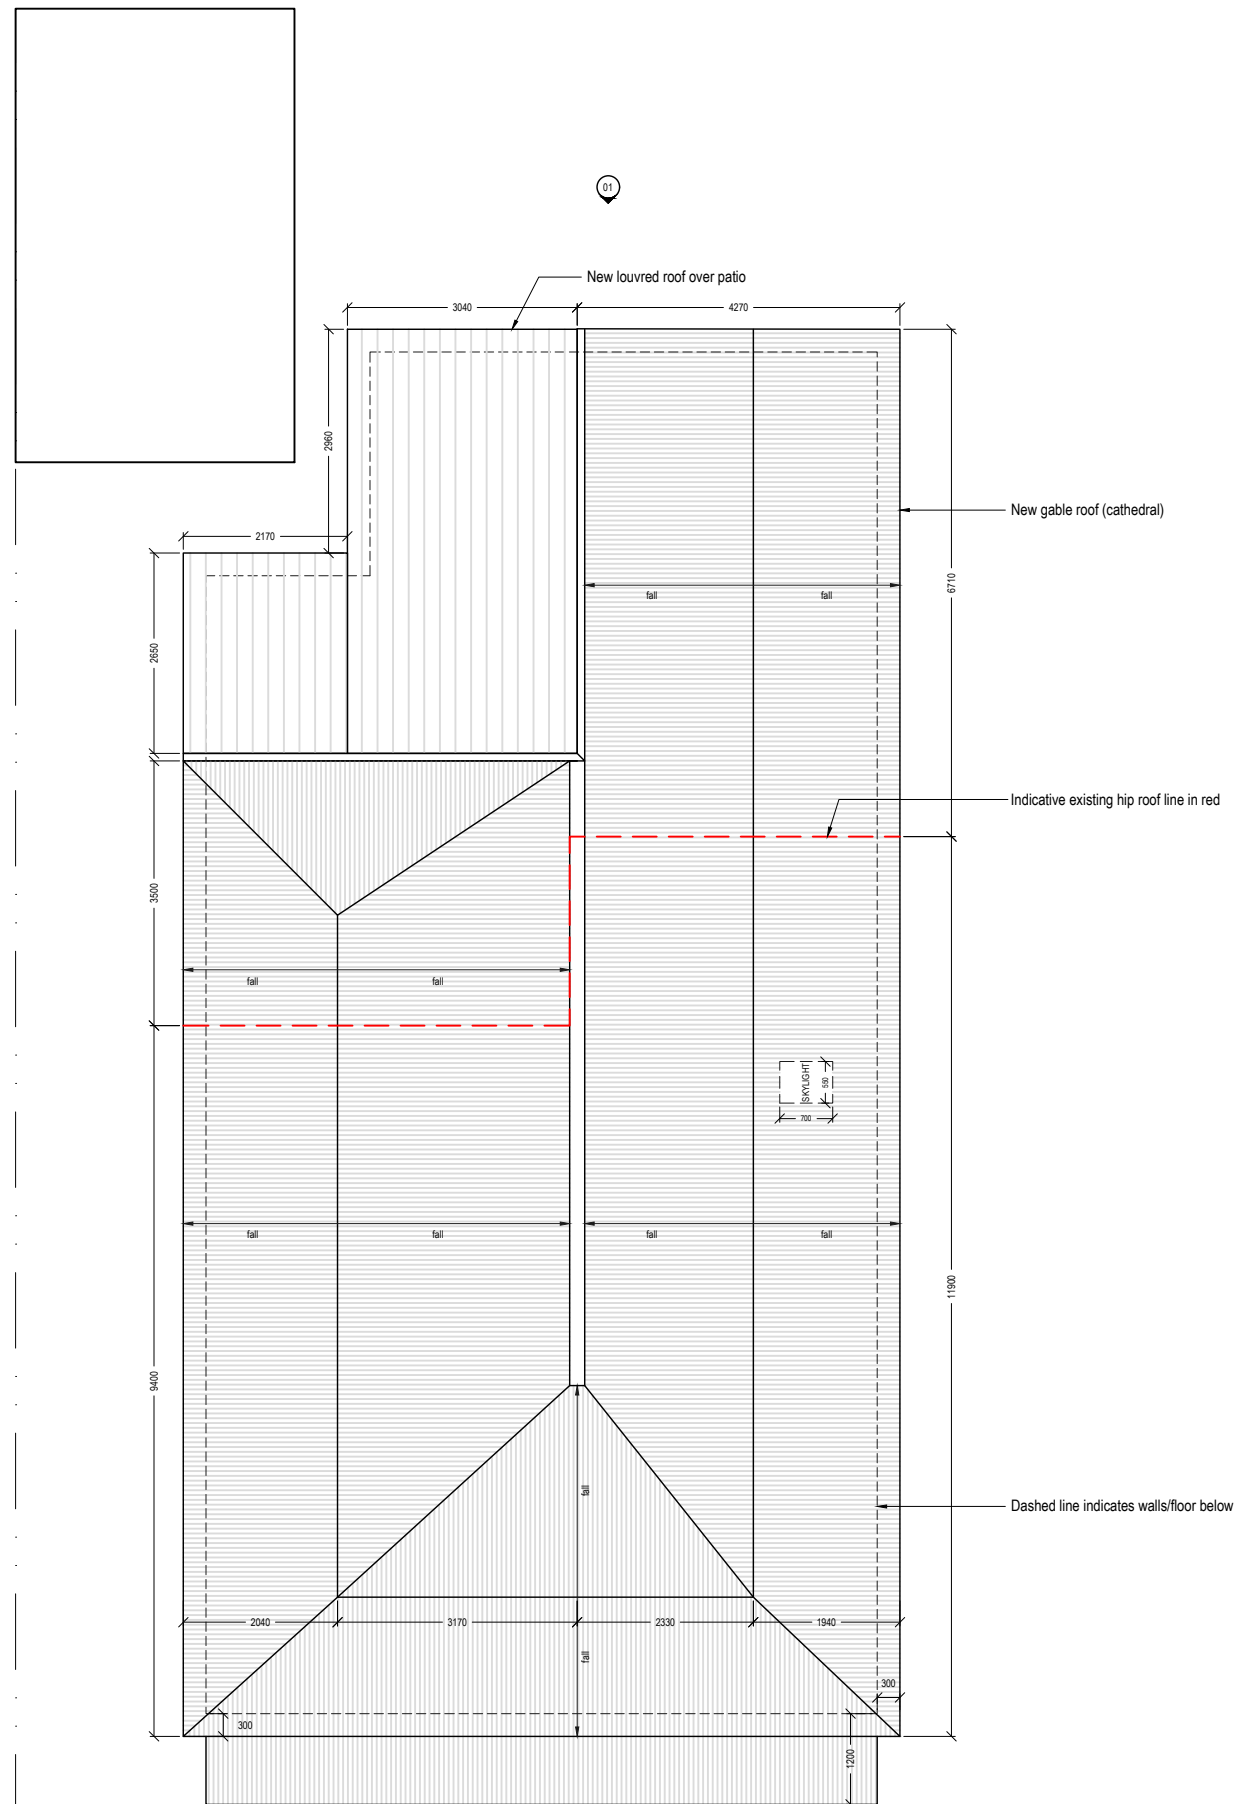 01
New louvred roof over patio
3040
4270
2960
New gable roof (cathedral)
2170
6710
fall
fall
2650
Indicative existing hip roof line in red
3500
fall
fall
SKYLIGHT
550
700
fall
fall
fall
fall
11900
9400
fall
Dashed line indicates walls/floor below
2040
3170
2330
1940
fall
300
300
1200